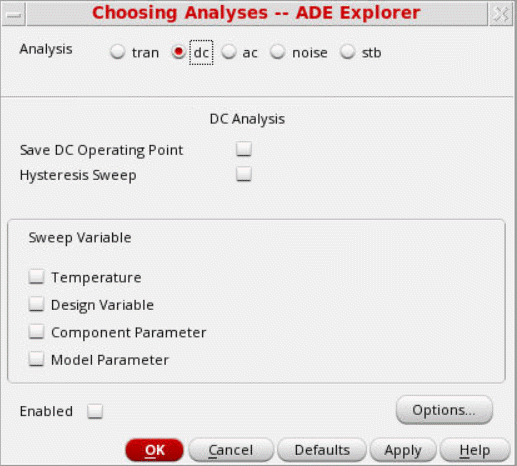 Choosing Analyses -- ADE Explorer
Analysis tran dc ac noise stb
DC Analysis
Save DC Operating Point
Hysteresis Sweep
Sweep Variable
Temperature
Design Variable
Component Parameter
Model Parameter
Enabled Options...
OK Cancel Defaults Apply Help